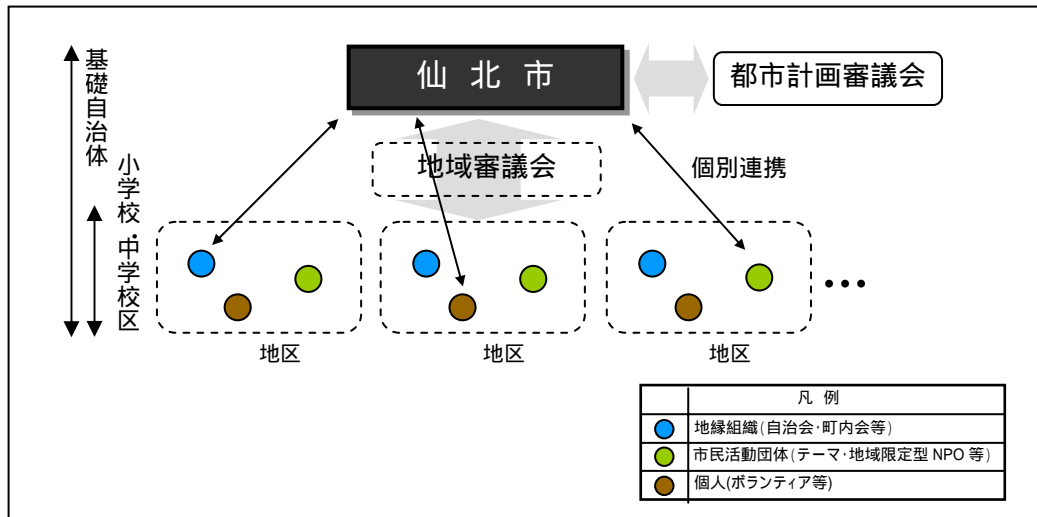 仙北市
都市計画審議会
基礎自治体
小学校・中学校区
地域審議会
個別連携
…
地区
地区
地区
凡例
地縁組織(自治会・町内会等)
市民活動団体(テーマ・地域限定型 NPO 等)
個人(ボランティア等)